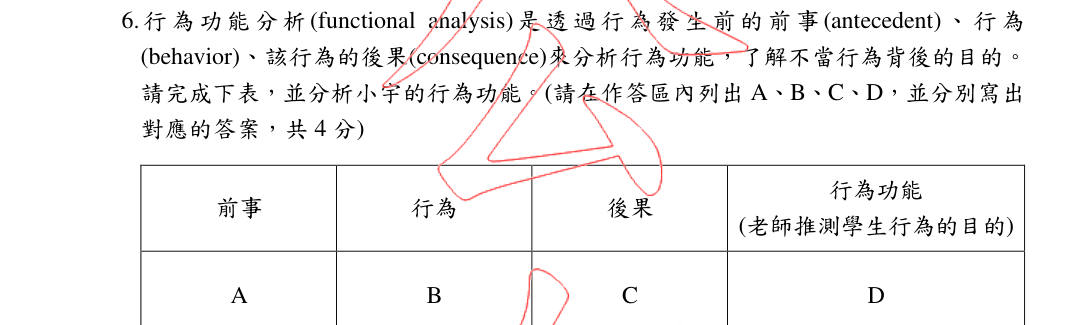 6.行為功能分析(functional analysis)是透過行為發生前的前事(antecedent)、行為
(behavior)、該行為的後果(consequence)來分析行為功能，了解不當行為背後的目的。
請完成下表，並分析小宇的行為功能。(請在作答區內列出 A、B、C、D，並分別寫出
對應的答案，共 4 分)
前事 行為 後果 行為功能
(老師推測學生行為的目的)
A B C D